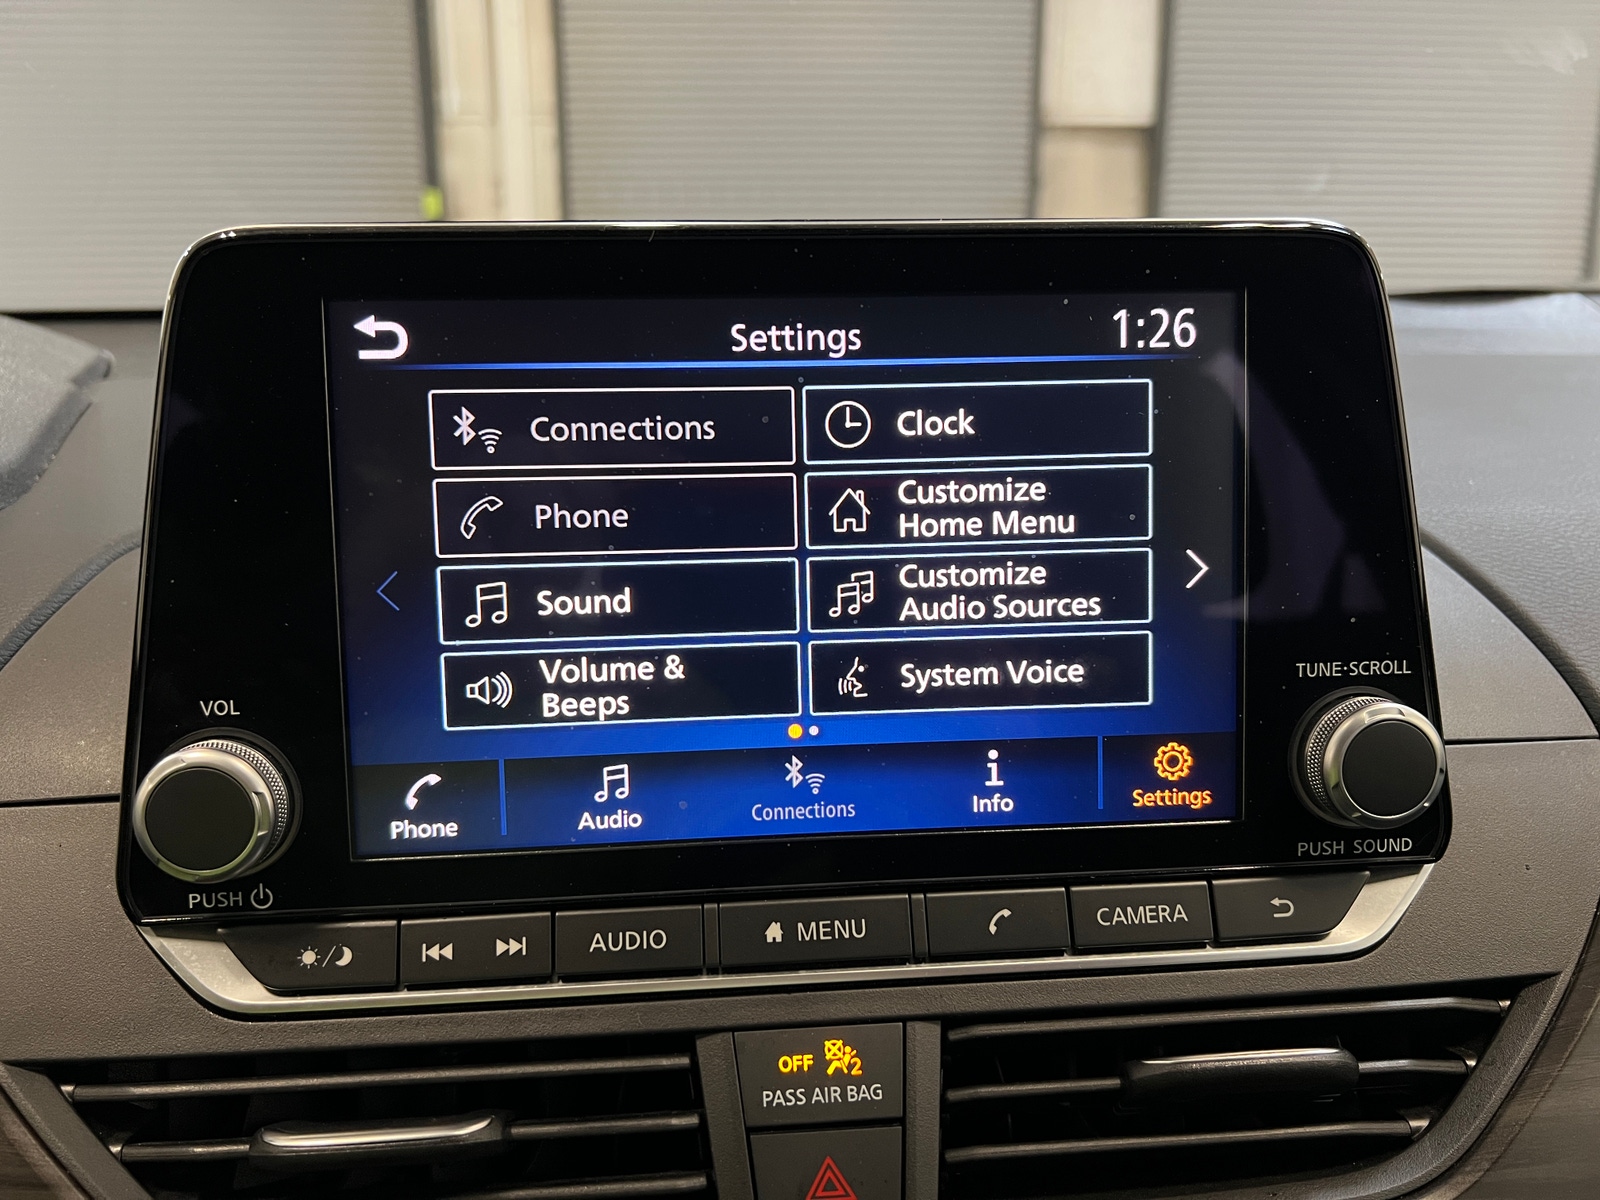 Settings
1:26
Connections
Clock
Phone
Customize
Home Menu
Sound
Customize
Audio Sources
Volume &
Beeps
System Voice
Phone
Audio
Connections
Info
Settings
VOL
PUSH
TUNE·SCROLL
PUSH SOUND
AUDIO
MENU
CAMERA
OFF 2
PASS AIR BAG